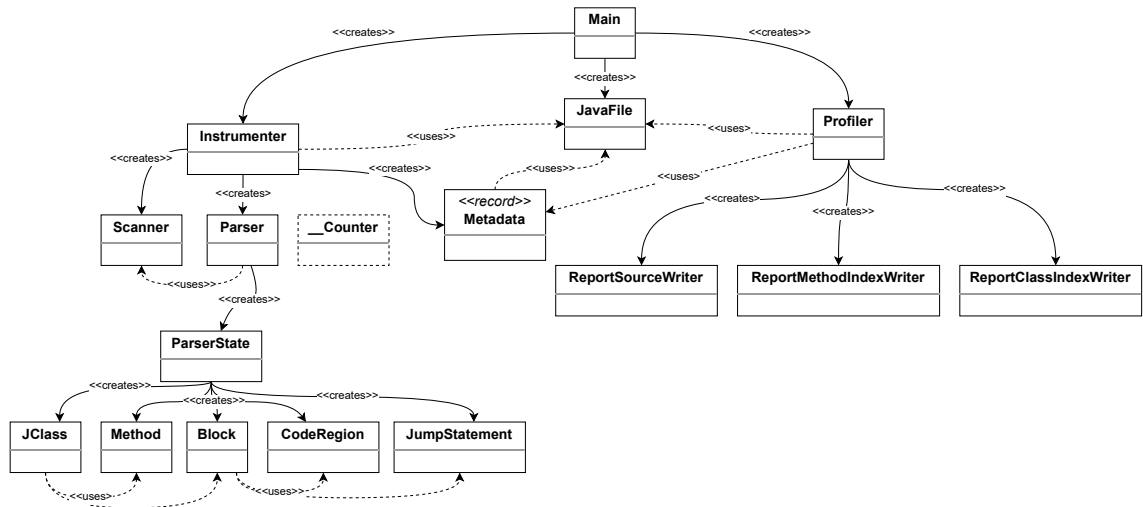 Main
<<creates>>
<<creates>>
<<creates>>
JavaFile
Instrumenter
Profiler
<<uses>>
<<uses>>
<<creates>>
<<uses>>
<<creates>>
<<uses>>
<<creates>>
<<record>>
Metadata
<<creates>
<<creates>>
<<creates>>
Scanner
Parser
__Counter
<<uses>>
ReportSourceWriter
ReportMethodIndexWriter
ReportClassIndexWriter
<<creates>>
ParserState
<<creates>>
<<creates>>
<<creates>>
JClass
Method
Block
CodeRegion
JumpStatement
<<uses>
<<uses>>